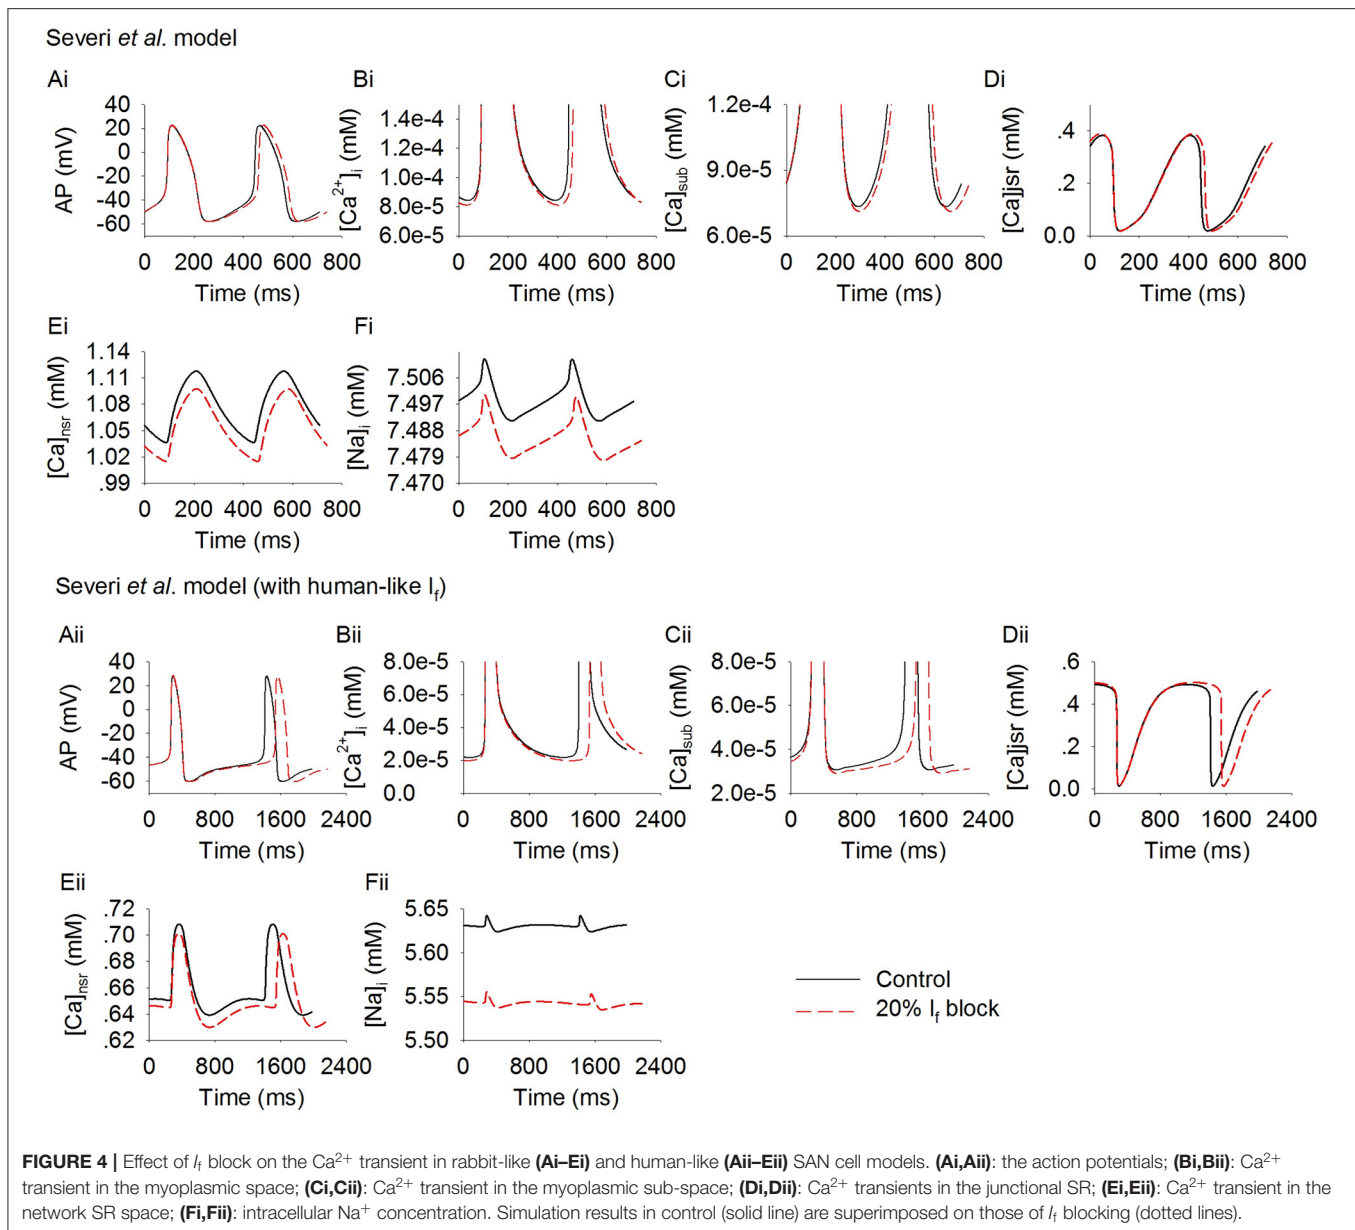 Severi et al. model
Ai
Bi
Ci
Di
AP (mV)
40
20
0
-20
-40
-60
0 200 400 600 800
Time (ms)
[Ca²⁺]i (mM)
1.4e-4
1.2e-4
1.0e-4
8.0e-5
6.0e-5
0 200 400 600 800
Time (ms)
[Ca]sub (mM)
1.2e-4
9.0e-5
6.0e-5
0 200 400 600 800
Time (ms)
[Ca]jsr (mM)
.4
.2
0.0
0 200 400 600 800
Time (ms)
Ei
Fi
[Ca]nsr (mM)
1.14
1.11
1.08
1.05
1.02
.99
0 200 400 600 800
Time (ms)
[Na]i (mM)
7.506
7.497
7.488
7.479
7.470
0 200 400 600 800
Time (ms)
Severi et al. model (with human-like If)
Aii
Bii
Cii
Dii
AP (mV)
40
20
0
-20
-40
-60
0 800 1600 2400
Time (ms)
[Ca²⁺]i (mM)
8.0e-5
6.0e-5
4.0e-5
2.0e-5
0.0
0 800 1600 2400
Time (ms)
[Ca]sub (mM)
8.0e-5
6.0e-5
4.0e-5
2.0e-5
0 800 1600 2400
Time (ms)
[Ca]jsr (mM)
.6
.4
.2
0.0
0 800 1600 2400
Time (ms)
Eii
Fii
[Ca]nsr (mM)
.72
.70
.68
.66
.64
.62
0 800 1600 2400
Time (ms)
[Na]i (mM)
5.65
5.60
5.55
5.50
0 800 1600 2400
Time (ms)
Control
20% If block
FIGURE 4 | Effect of If block on the Ca²⁺ transient in rabbit-like (Ai–Ei) and human-like (Aii–Eii) SAN cell models. (Ai,Aii): the action potentials; (Bi,Bii): Ca²⁺
transient in the myoplasmic space; (Ci,Cii): Ca²⁺ transient in the myoplasmic sub-space; (Di,Dii): Ca²⁺ transients in the junctional SR; (Ei,Eii): Ca²⁺ transient in the
network SR space; (Fi,Fii): intracellular Na⁺ concentration. Simulation results in control (solid line) are superimposed on those of If blocking (dotted lines).